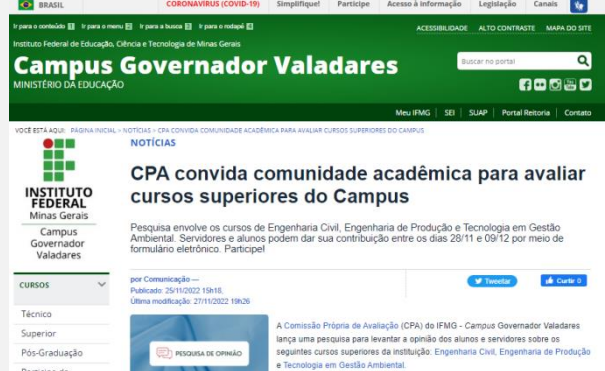 BRASIL CORONAVÍRUS (COVID-19) Simplifique! Participe Acesso à informação Legislação Canais
Ir para o conteúdo 1 Ir para o menu 2 Ir para a busca 3 Ir para o rodapé 4 ACESSIBILIDADE ALTO CONTRASTE MAPA DO SITE
Instituto Federal de Educação, Ciência e Tecnologia de Minas Gerais
Campus Governador Valadares
Buscar no portal
MINISTÉRIO DA EDUCAÇÃO
Meu IFMG SEI SUAP Portal Reitoria Contato
VOCÊ ESTÁ AQUI: PÁGINA INICIAL > NOTÍCIAS > CPA CONVIDA COMUNIDADE ACADÊMICA PARA AVALIAR CURSOS SUPERIORES DO CAMPUS
INSTITUTO
FEDERAL
Minas Gerais
Campus
Governador
Valadares
CURSOS
Técnico
Superior
Pós-Graduação
NOTÍCIAS
CPA convida comunidade acadêmica para avaliar
cursos superiores do Campus
Pesquisa envolve os cursos de Engenharia Civil, Engenharia de Produção e Tecnologia em Gestão
Ambiental. Servidores e alunos podem dar sua contribuição entre os dias 28/11 e 09/12 por meio de
formulário eletrônico. Participe!
por Comunicação —
Publicado: 25/11/2022 15h18,
Última modificação: 27/11/2022 19h26
Tweetar Curtir 0
PESQUISA DE OPINIÃO
A Comissão Própria de Avaliação (CPA) do IFMG - Campus Governador Valadares
lança uma pesquisa para levantar a opinião dos alunos e servidores sobre os
seguintes cursos superiores da instituição: Engenharia Civil, Engenharia de Produção
e Tecnologia em Gestão Ambiental.